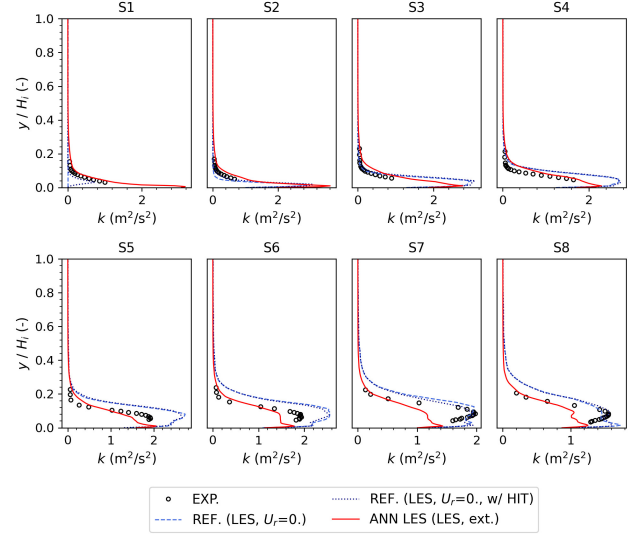 S1 S2 S3 S4
1.0
0.8
0.6
0.4
0.2
0.0
y / H_i (-)
0 2 0 2 0 2 0 1 2
k (m²/s²) k (m²/s²) k (m²/s²) k (m²/s²)
S5 S6 S7 S8
1.0
0.8
0.6
0.4
0.2
0.0
y / H_i (-)
0 1 2 0 1 2 0 1 2 0 1
k (m²/s²) k (m²/s²) k (m²/s²) k (m²/s²)
EXP. REF. (LES, U_r=0., w/ HIT)
REF. (LES, U_r=0.) ANN LES (LES, ext.)